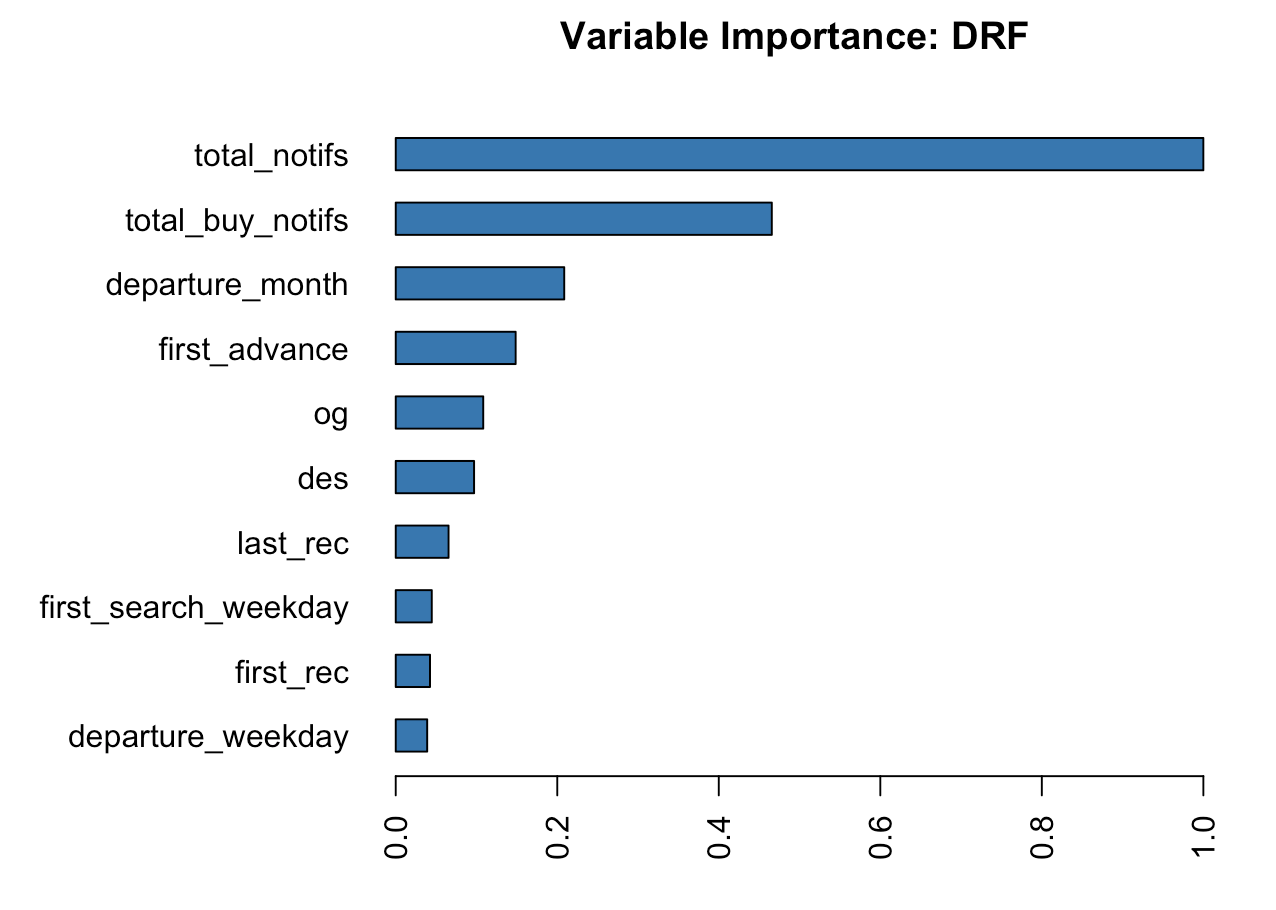 Variable Importance: DRF
total_notifs
total_buy_notifs
departure_month
first_advance
og
des
last_rec
first_search_weekday
first_rec
departure_weekday
0.0
0.2
0.4
0.6
0.8
1.0